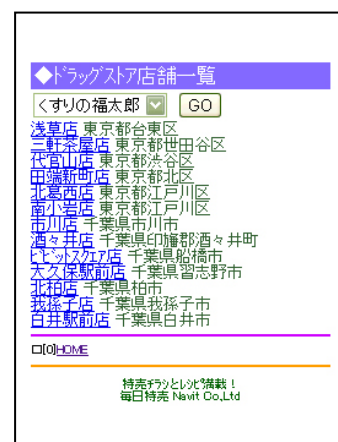 ◆ﾄﾞﾗｯｸﾞｽﾄｱ店舗一覧
くすりの福太郎 GO
浅草店 東京都台東区
三軒茶屋店 東京都世田谷区
代官山店 東京都渋谷区
田端新町店 東京都北区
北葛西店 東京都江戸川区
南小岩店 東京都江戸川区
市川店 千葉県市川市
酒々井店 千葉県印旛郡酒々井町
ﾋﾞﾋﾞｯﾄｽｸｴｱ店 千葉県船橋市
大久保駅前店 千葉県習志野市
北柏店 千葉県柏市
我孫子店 千葉県我孫子市
白井駅前店 千葉県白井市
ロ[0]HOME
特売ﾁﾗｼとﾚｼﾋﾟ満載！
毎日特売 Navit Co,Ltd